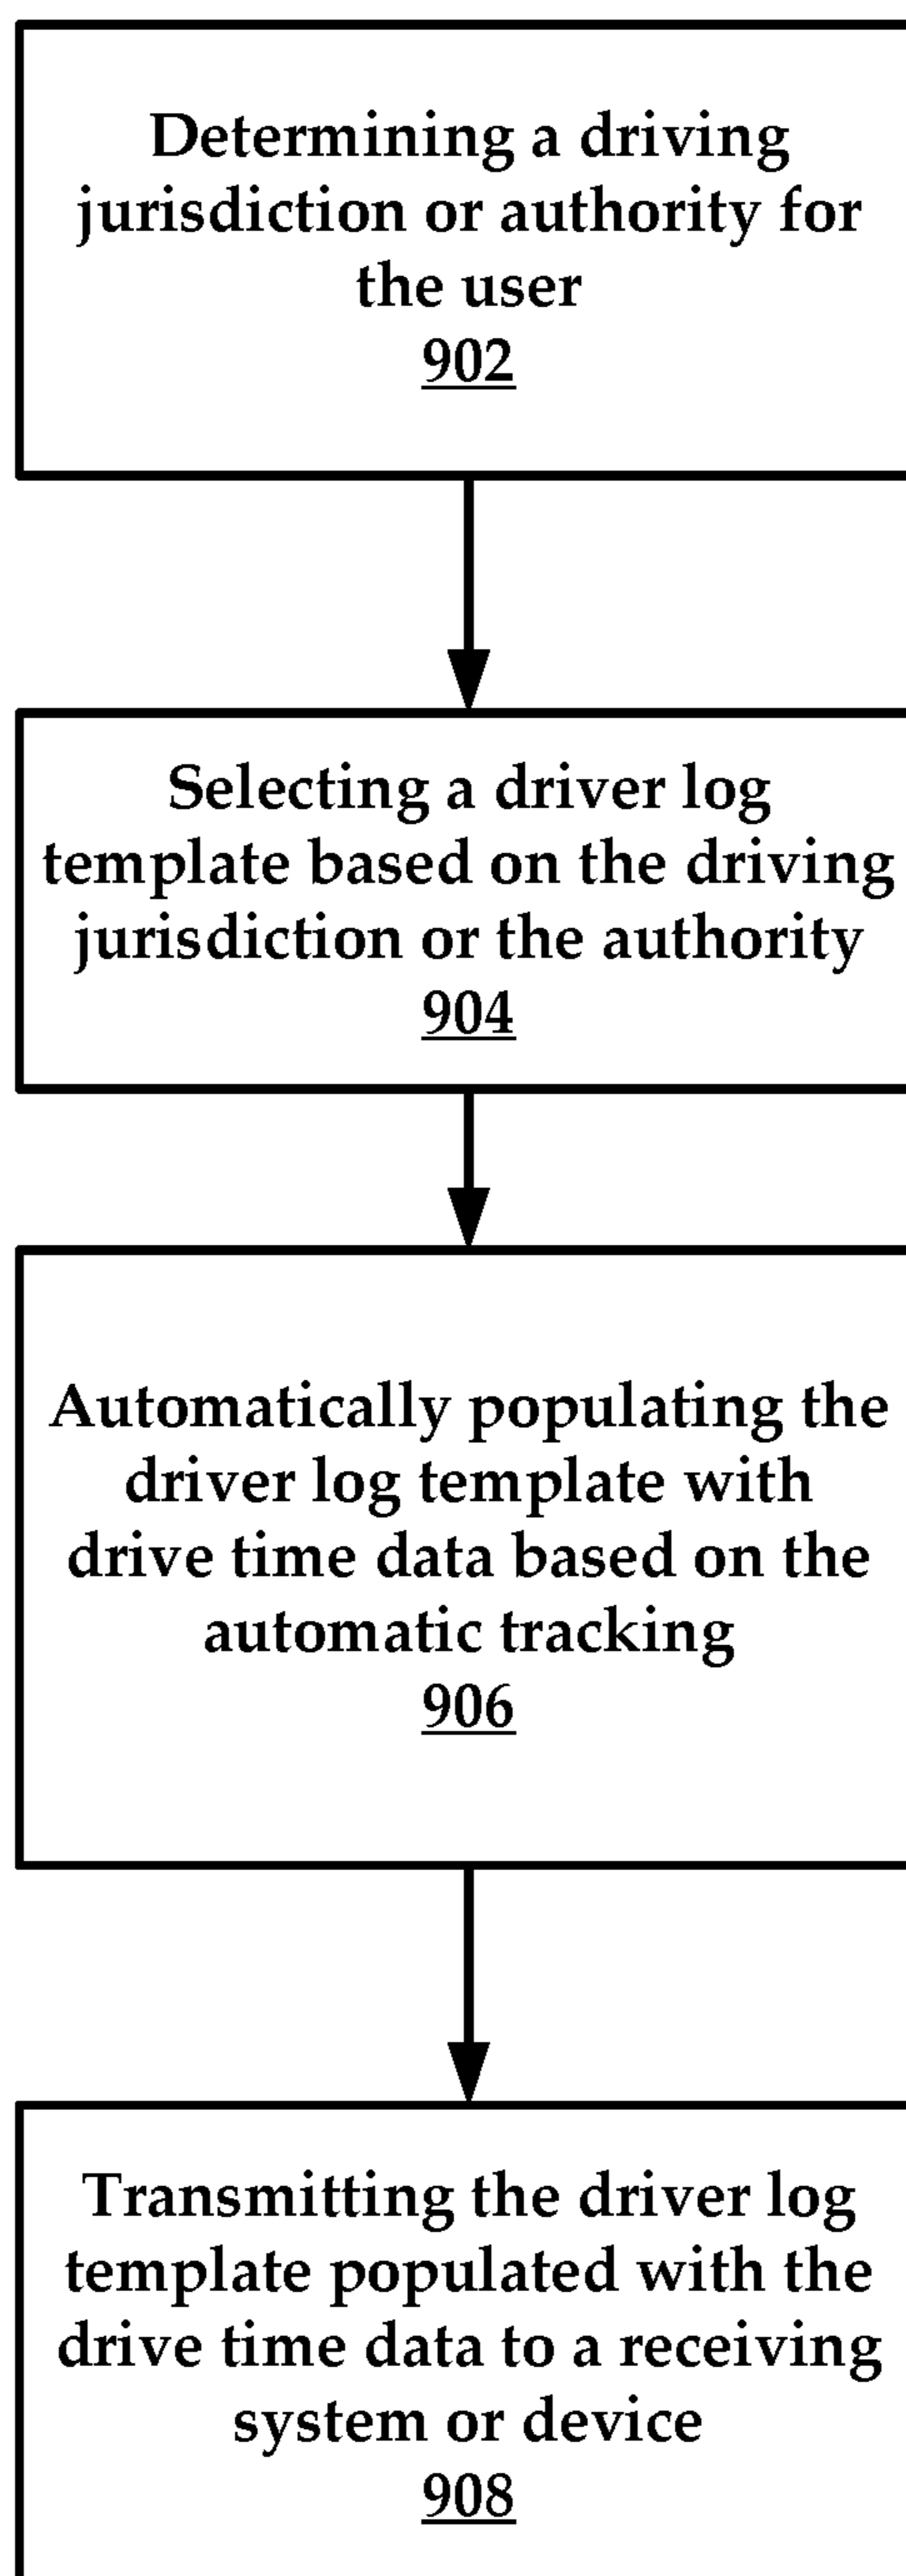 Determining a driving
jurisdiction or authority for
the user
902
Selecting a driver log
template based on the driving
jurisdiction or the authority
904
Automatically populating the
driver log template with
drive time data based on the
automatic tracking
906
Transmitting the driver log
template populated with the
drive time data to a receiving
system or device
908